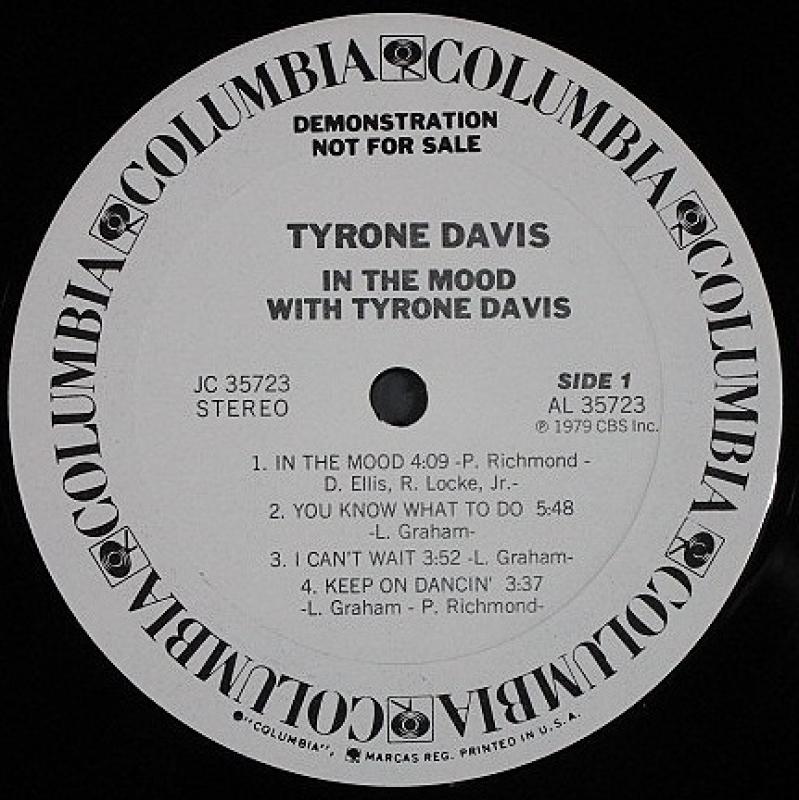 COLUMBIA COLUMBIA COLUMBIA COLUMBIA COLUMBIA COLUMBIA
DEMONSTRATION
NOT FOR SALE
TYRONE DAVIS
IN THE MOOD
WITH TYRONE DAVIS
JC 35723
STEREO
SIDE 1
AL 35723
℗ 1979 CBS Inc.
1. IN THE MOOD 4:09 -P. Richmond -
D. Ellis, R. Locke, Jr.-
2. YOU KNOW WHAT TO DO 5:48
-L. Graham-
3. I CAN'T WAIT 3:52 -L. Graham-
4. KEEP ON DANCIN' 3:37
-L. Graham - P. Richmond-
●"COLUMBIA", MARCAS REG. PRINTED IN U.S.A.